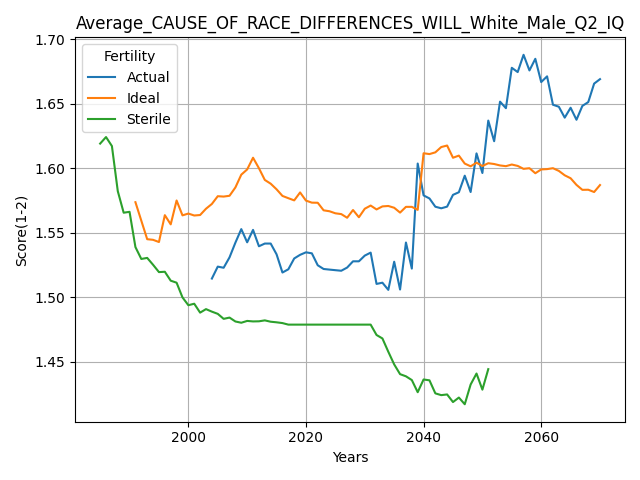 Average_CAUSE_OF_RACE_DIFFERENCES_WILL_White_Male_Q2_IQ
Fertility
Actual
Ideal
Sterile
Score(1-2)
1.70
1.65
1.60
1.55
1.50
1.45
2000 2020 2040 2060
Years